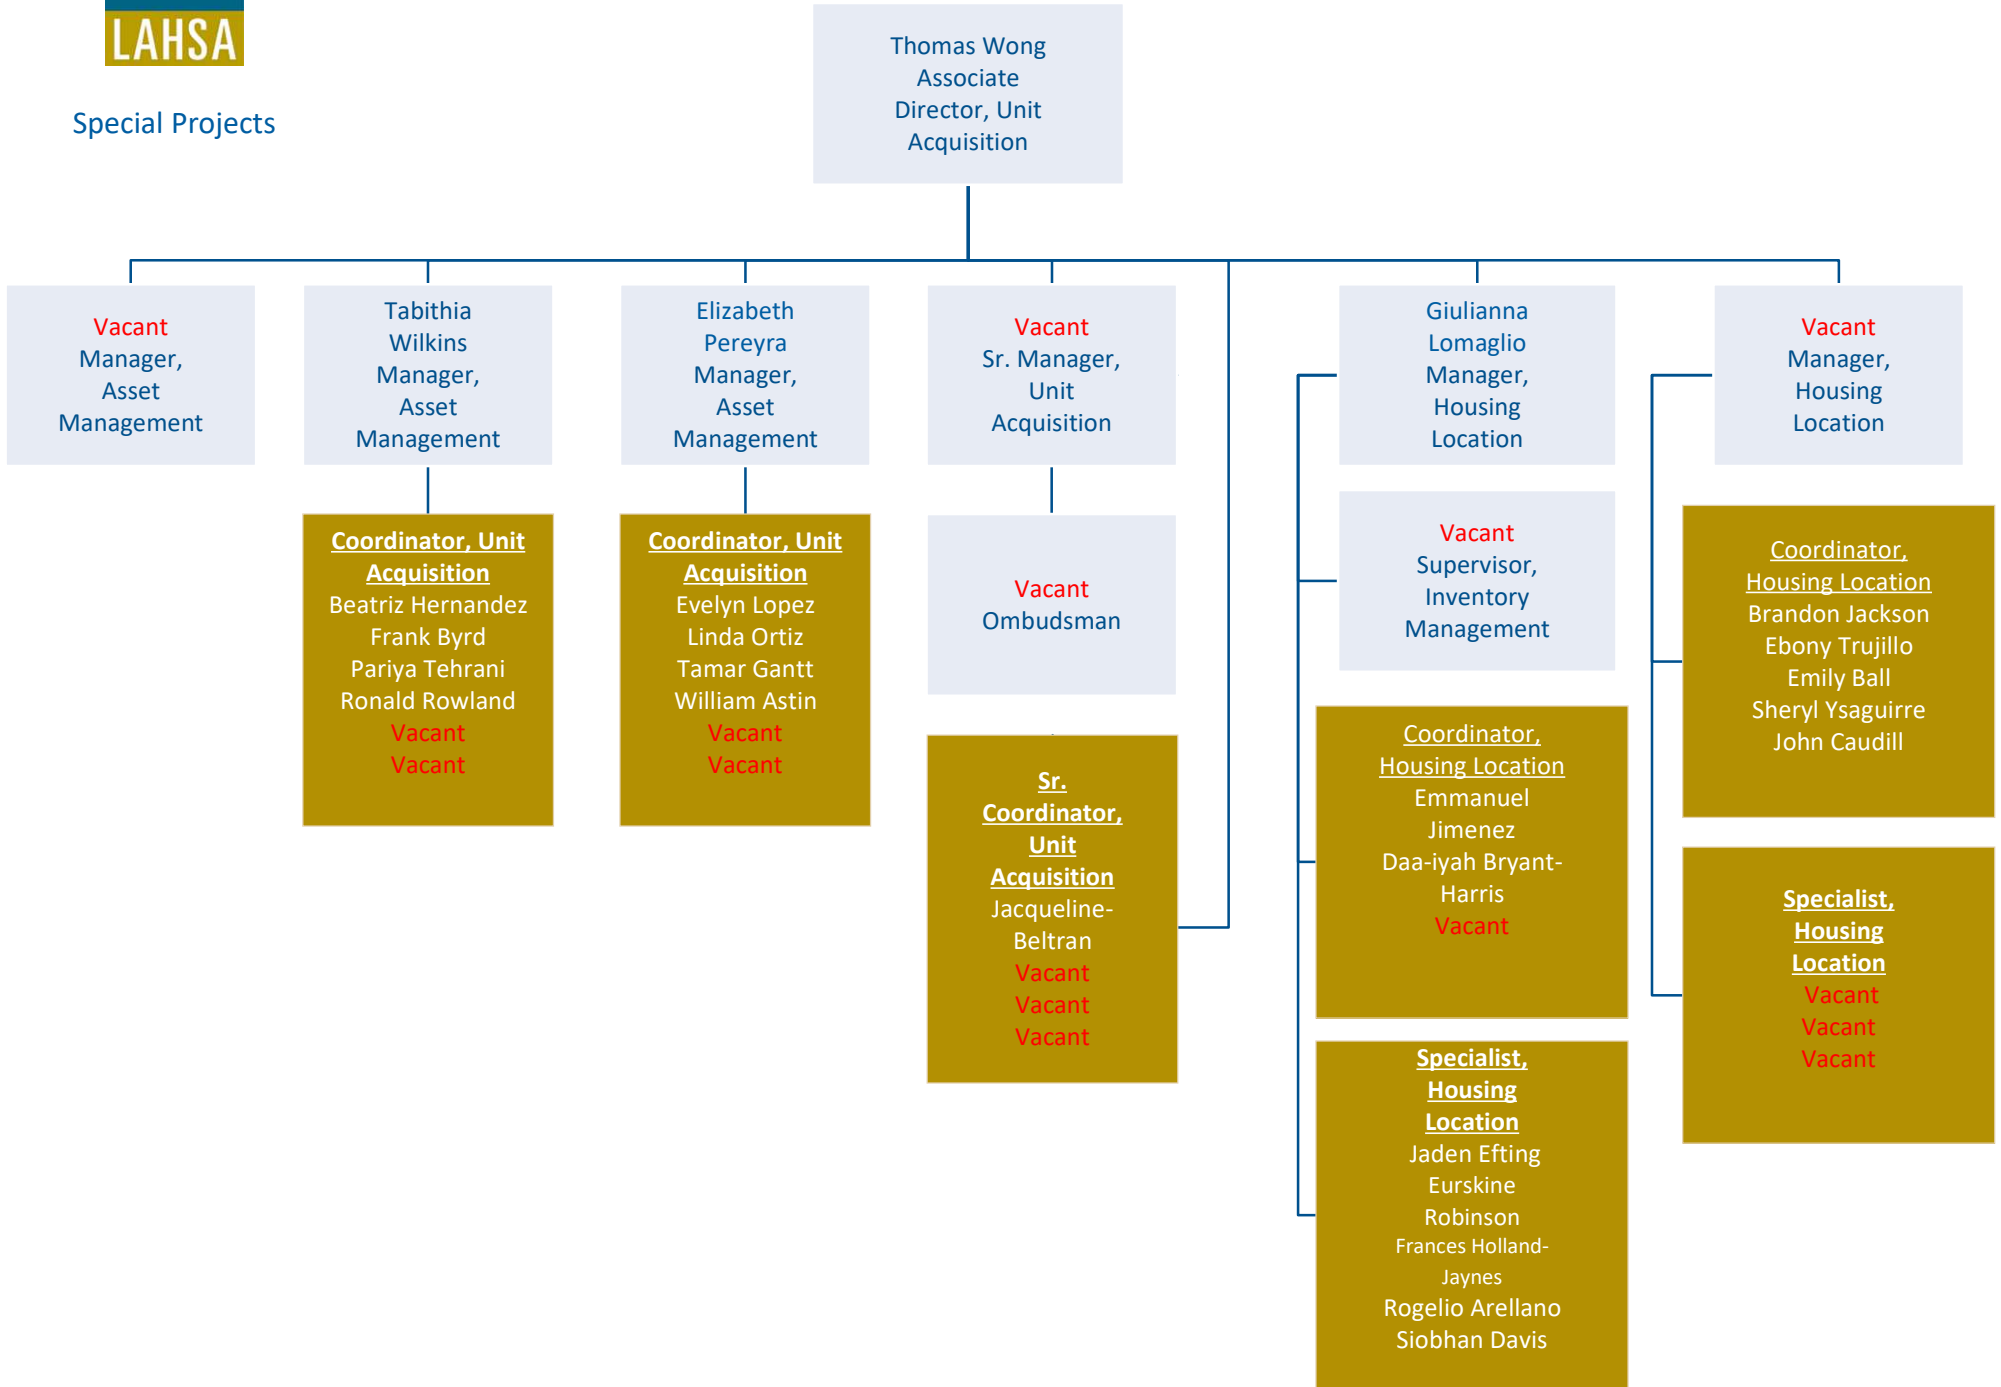 LAHSA
Special Projects
Thomas Wong
Associate
Director, Unit
Acquisition
Vacant
Manager,
Asset
Management
Tabithia
Wilkins
Manager,
Asset
Management
Elizabeth
Pereyra
Manager,
Asset
Management
Vacant
Sr. Manager,
Unit
Acquisition
Giulianna
Lomaglio
Manager,
Housing
Location
Vacant
Manager,
Housing
Location
Coordinator, Unit
Acquisition
Beatriz Hernandez
Frank Byrd
Pariya Tehrani
Ronald Rowland
Vacant
Vacant
Coordinator, Unit
Acquisition
Evelyn Lopez
Linda Ortiz
Tamar Gantt
William Astin
Vacant
Vacant
Vacant
Ombudsman
Sr.
Coordinator,
Unit
Acquisition
Jacqueline-
Beltran
Vacant
Vacant
Vacant
Vacant
Supervisor,
Inventory
Management
Coordinator,
Housing Location
Emmanuel
Jimenez
Daa-iyah Bryant-
Harris
Vacant
Specialist,
Housing
Location
Jaden Efting
Eurskine
Robinson
Frances Holland-
Jaynes
Rogelio Arellano
Siobhan Davis
Coordinator,
Housing Location
Brandon Jackson
Ebony Trujillo
Emily Ball
Sheryl Ysaguirre
John Caudill
Specialist,
Housing
Location
Vacant
Vacant
Vacant